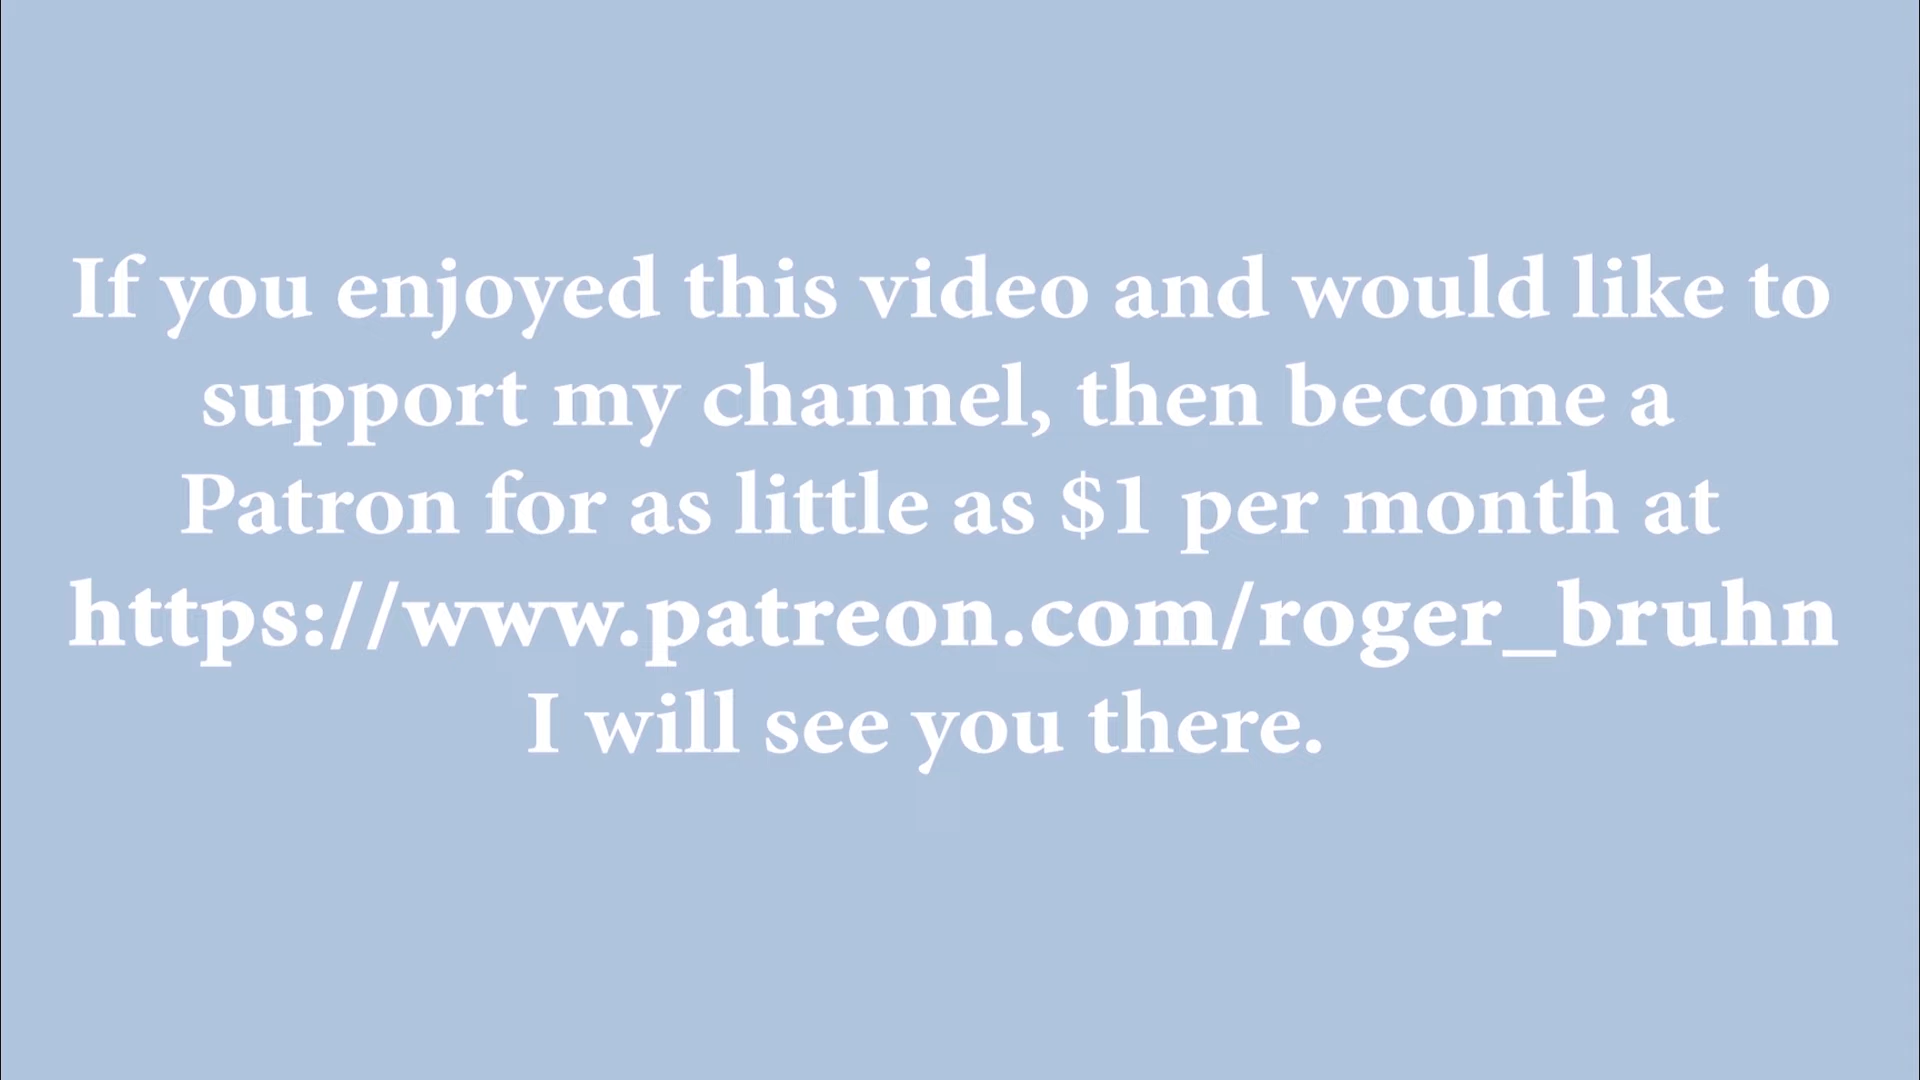 If you enjoyed this video and would like to
support my channel, then become a
Patron for as little as $1 per month at
https://www.patreon.com/roger_bruhn
I will see you there.